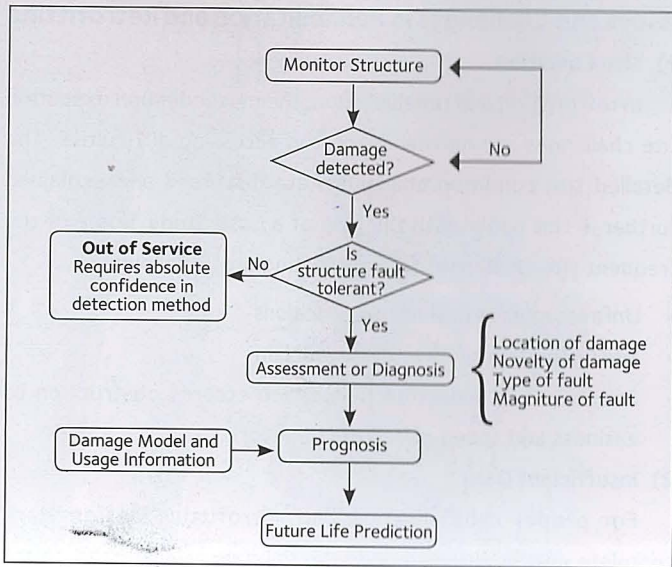 Monitor Structure
Damage
detected?
No
Yes
Out of Service
Requires absolute
confidence in
detection method
No
Is
structure fault
tolerant?
Yes
Assessment or Diagnosis
Location of damage
Novelty of damage
Type of fault
Magniture of fault
Damage Model and
Usage Information
Prognosis
Future Life Prediction